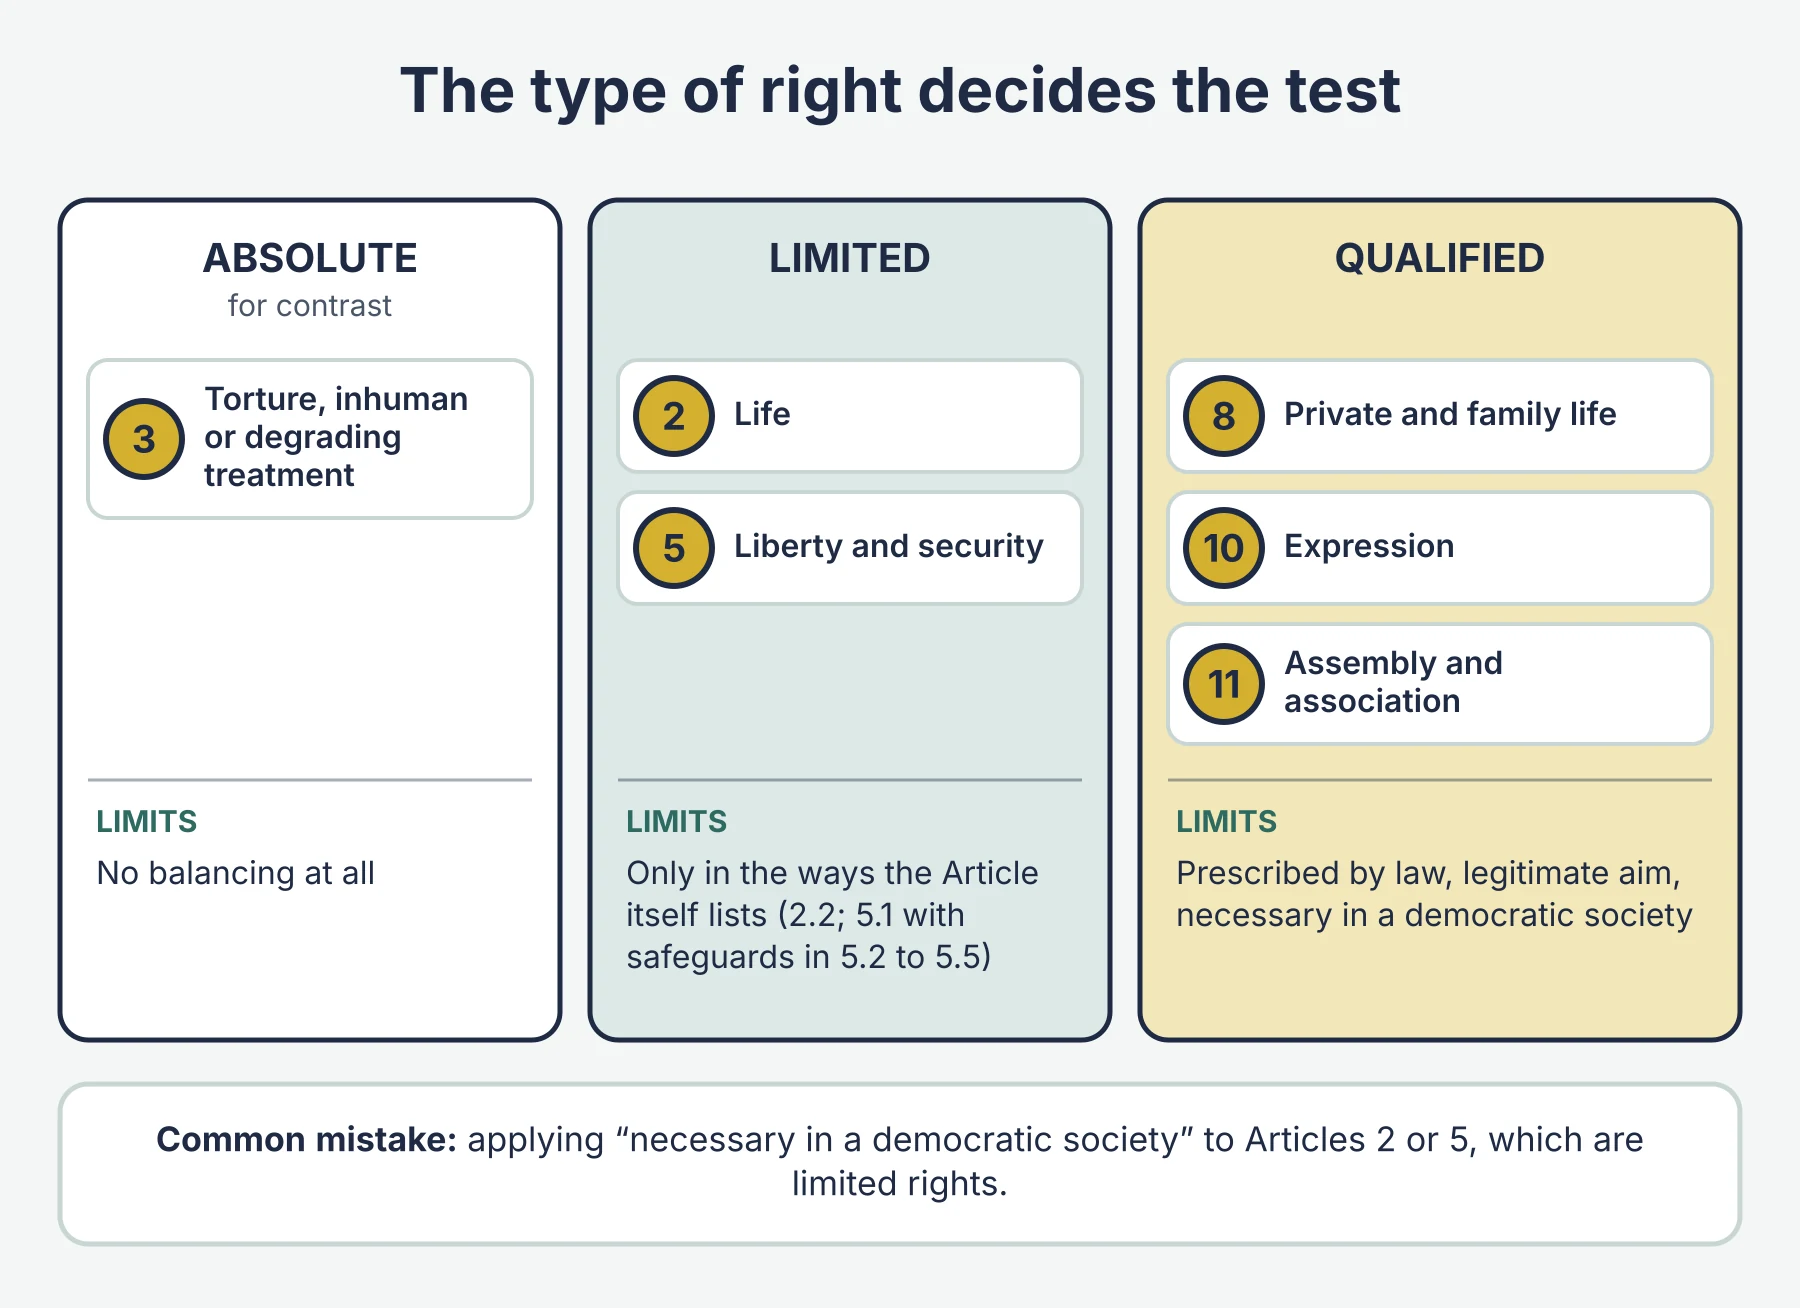 The type of right decides the test
ABSOLUTE
for contrast
3
Torture, inhuman
or degrading
treatment
LIMITS
No balancing at all
LIMITED
2
Life
5
Liberty and security
LIMITS
Only in the ways the Article
itself lists (2.2; 5.1 with
safeguards in 5.2 to 5.5)
QUALIFIED
8
Private and family life
10
Expression
11
Assembly and
association
LIMITS
Prescribed by law, legitimate aim,
necessary in a democratic society
Common mistake: applying “necessary in a democratic society” to Articles 2 or 5, which are
limited rights.